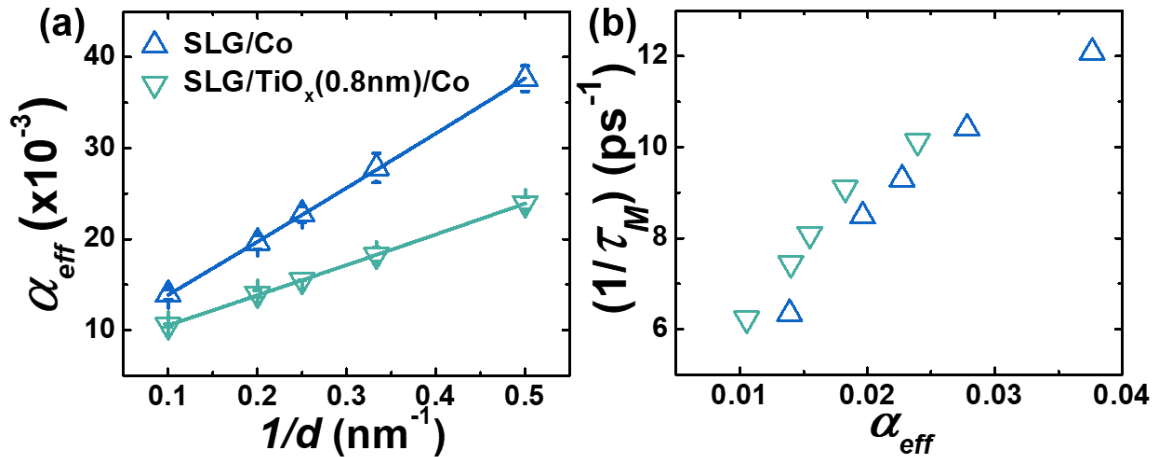 (a)
SLG/Co
SLG/TiOₓ(0.8nm)/Co
40
30
20
10
α_eff (x10⁻³)
0.1 0.2 0.3 0.4 0.5
1/d (nm⁻¹)
(b)
12
10
8
6
(1/τ_M) (ps⁻¹)
0.01 0.02 0.03 0.04
α_eff